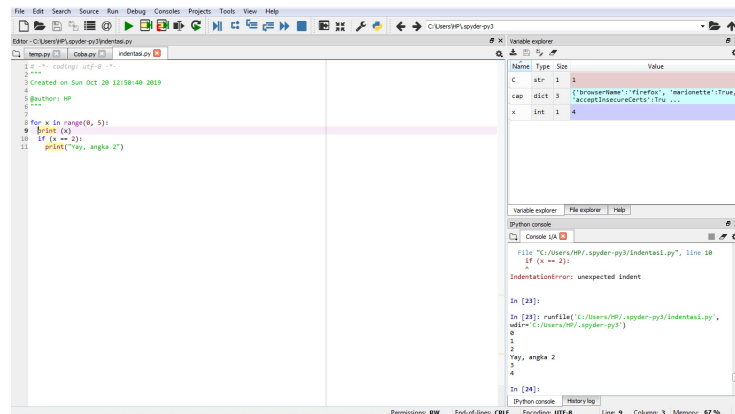 File Edit Search Source Run Debug Consoles Projects Tools View Help
C:\Users\HP\.spyder-py3
Editor - C:\Users\HP\.spyder-py3\indentasi.py
temp.py Coba.py indentasi.py
1 # -*- coding: utf-8 -*-
2 """
3 Created on Sun Oct 20 12:50:40 2019
4
5 @author: HP
6 """
7
8 for x in range(0, 5):
9 print (x)
10 if (x == 2):
11 print("Yay, angka 2")
Variable explorer
Name Type Size Value
C str 1 1
cap dict 3 {'browserName':'firefox', 'marionette':True,
'acceptInsecureCerts':Tru ...
x int 1 4
Variable explorer File explorer Help
IPython console
Console 1/A
File "C:/Users/HP/.spyder-py3/indentasi.py", line 10
if (x == 2):
^
IndentationError: unexpected indent
In [23]:
In [23]: runfile('C:/Users/HP/.spyder-py3/indentasi.py',
wdir='C:/Users/HP/.spyder-py3')
0
1
2
Yay, angka 2
3
4
In [24]:
IPython console History log
Permissions: RW End-of-lines: CRLF Encoding: UTF-8 Line: 9 Column: 3 Memory: 67 %